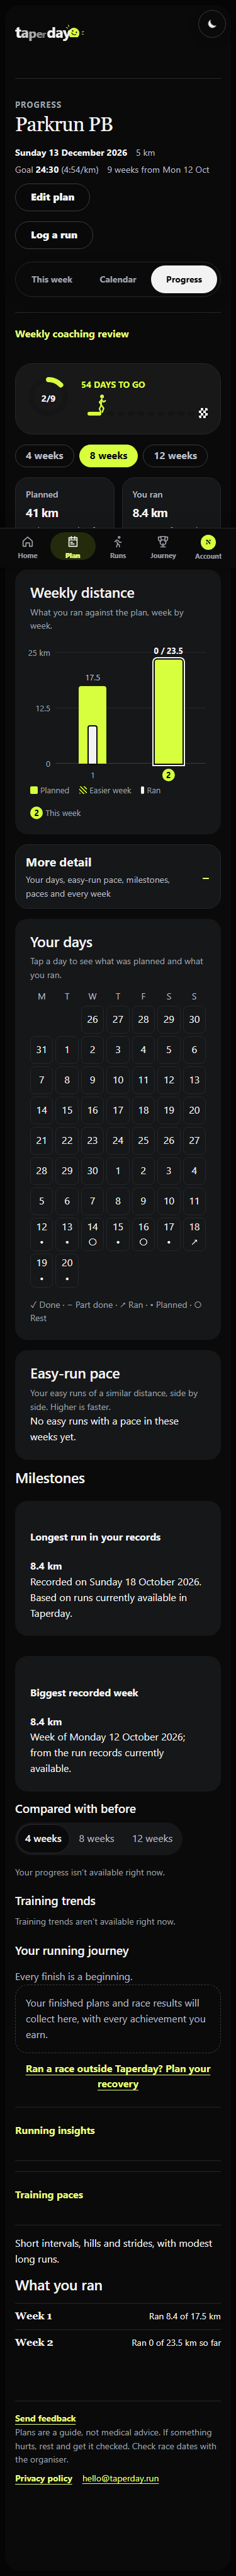 taperday
PROGRESS
Parkrun PB
Sunday 13 December 2026 5 km
Goal 24:30 (4:54/km) 9 weeks from Mon 12 Oct
Edit plan
Log a run
This week Calendar Progress
Weekly coaching review
2/9
54 DAYS TO GO
4 weeks 8 weeks 12 weeks
Planned You ran
41 km 8.4 km
Home Plan Runs Journey Account
N
Weekly distance
What you ran against the plan, week by
week.
25 km
12.5
0
17.5
0 / 23.5
1 2
Planned Easier week Ran
2 This week
More detail
Your days, easy-run pace, milestones,
paces and every week
–
Your days
Tap a day to see what was planned and what
you ran.
M T W T F S S
26 27 28 29 30
31 1 2 3 4 5 6
7 8 9 10 11 12 13
14 15 16 17 18 19 20
21 22 23 24 25 26 27
28 29 30 1 2 3 4
5 6 7 8 9 10 11
12 13 14 15 16 17 18
• • ○ • ○ • ↗
19 20
• •
✓ Done · – Part done · ↗ Ran · • Planned · ○
Rest
Easy-run pace
Your easy runs of a similar distance, side by
side. Higher is faster.
No easy runs with a pace in these
weeks yet.
Milestones
Longest run in your records
8.4 km
Recorded on Sunday 18 October 2026.
Based on runs currently available in
Taperday.
Biggest recorded week
8.4 km
Week of Monday 12 October 2026;
from the run records currently
available.
Compared with before
4 weeks 8 weeks 12 weeks
Your progress isn't available right now.
Training trends
Training trends aren't available right now.
Your running journey
Every finish is a beginning.
Your finished plans and race results will
collect here, with every achievement you
earn.
Ran a race outside Taperday? Plan your
recovery
Running insights
Training paces
Short intervals, hills and strides, with modest
long runs.
What you ran
Week 1 Ran 8.4 of 17.5 km
Week 2 Ran 0 of 23.5 km so far
Send feedback
Plans are a guide, not medical advice. If something
hurts, rest and get it checked. Check race dates with
the organiser.
Privacy policy hello@taperday.run